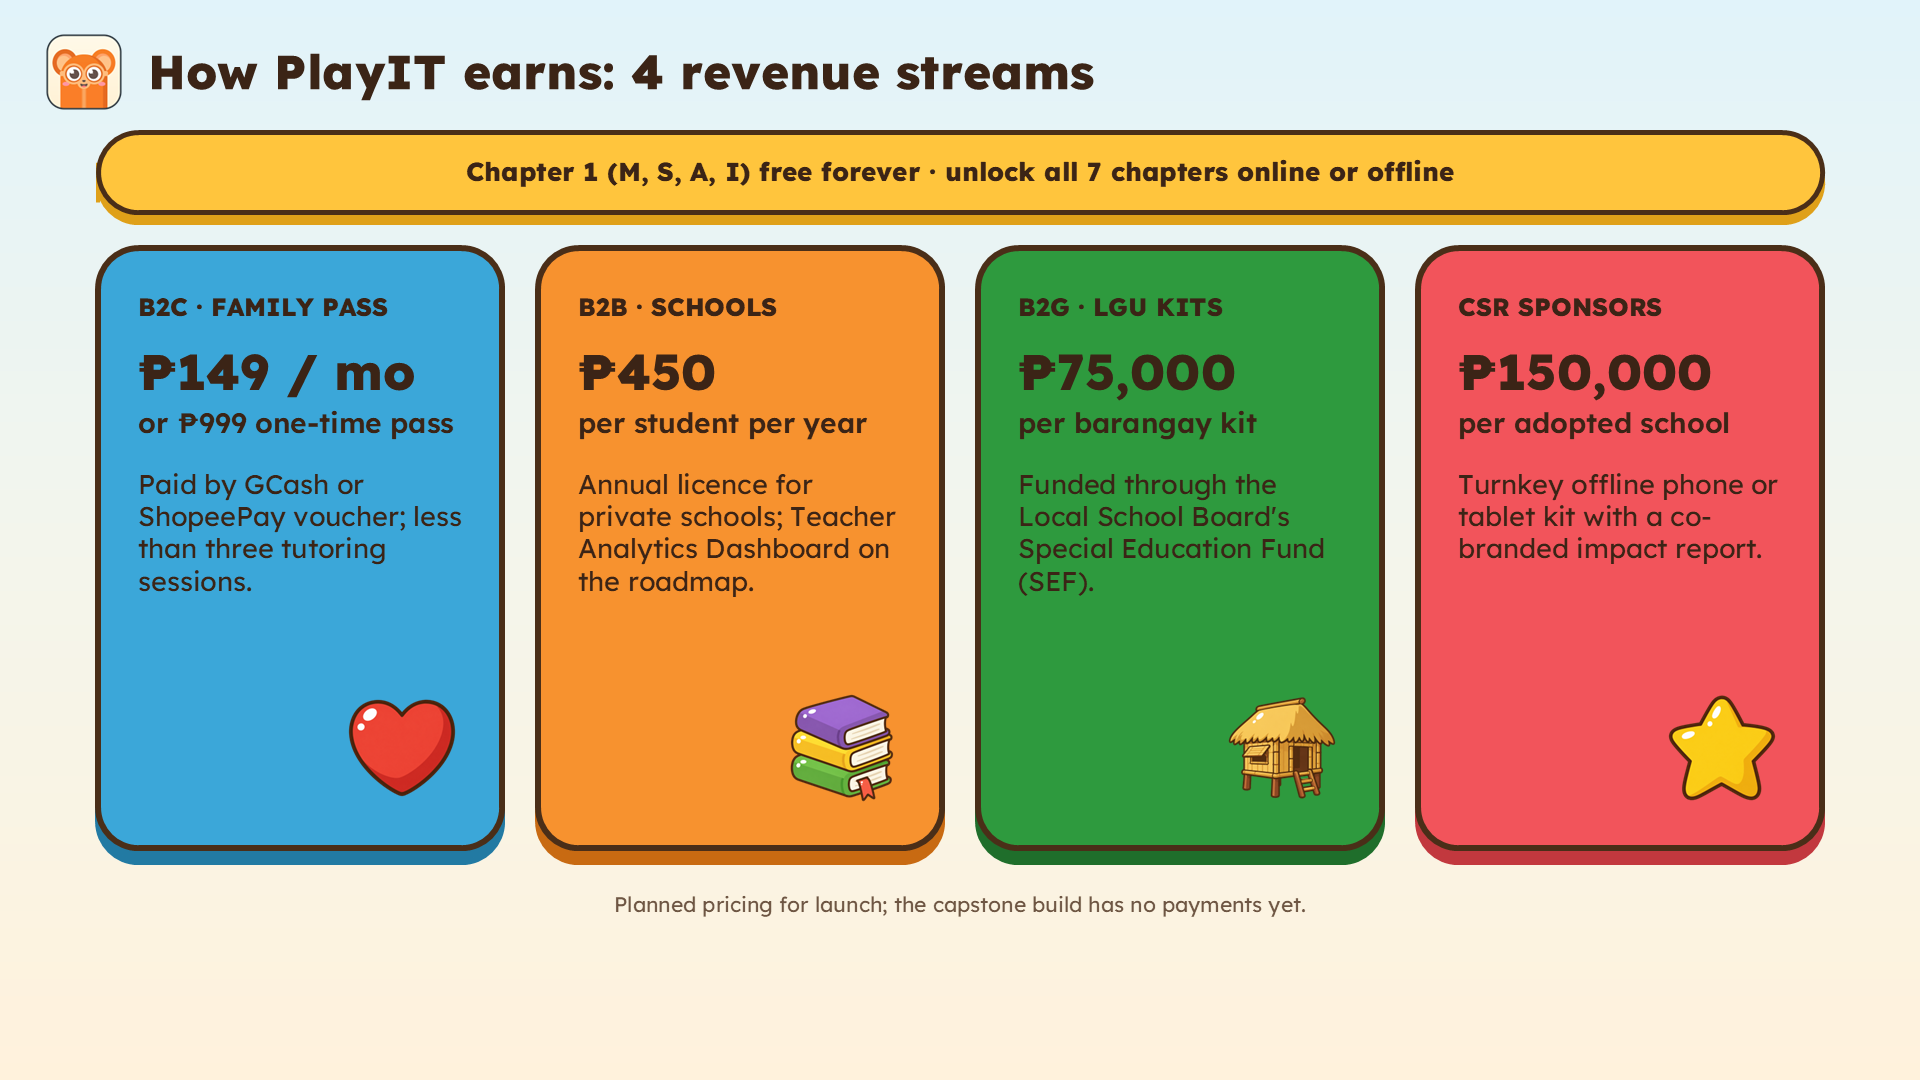 How PlayIT earns: 4 revenue streams
Chapter 1 (M, S, A, I) free forever · unlock all 7 chapters online or offline
B2C · FAMILY PASS
₱149 / mo
or ₱999 one-time pass
Paid by GCash or
ShopeePay voucher; less
than three tutoring
sessions.
B2B · SCHOOLS
₱450
per student per year
Annual licence for
private schools; Teacher
Analytics Dashboard on
the roadmap.
B2G · LGU KITS
₱75,000
per barangay kit
Funded through the
Local School Board's
Special Education Fund
(SEF).
CSR SPONSORS
₱150,000
per adopted school
Turnkey offline phone or
tablet kit with a co-
branded impact report.
Planned pricing for launch; the capstone build has no payments yet.